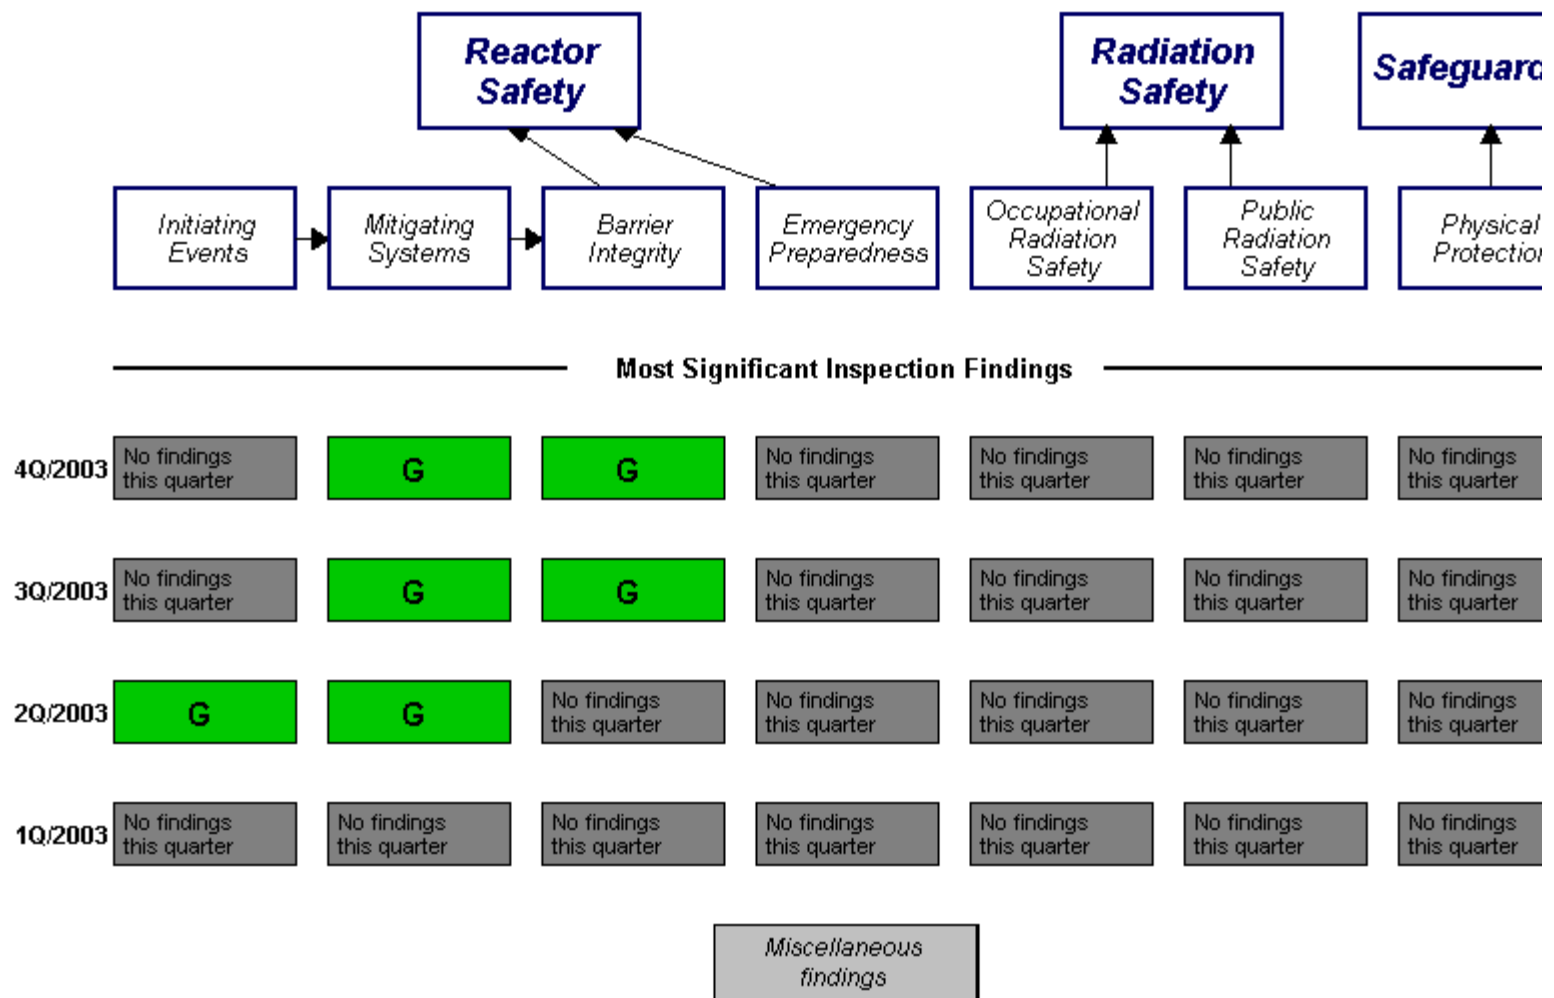 Reactor
Safety
Radiation
Safety
Safeguard
Initiating
Events
Mitigating
Systems
Barrier
Integrity
Emergency
Preparedness
Occupational
Radiation
Safety
Public
Radiation
Safety
Physical
Protection
Most Significant Inspection Findings
4Q/2003
No findings
this quarter
G
G
No findings
this quarter
No findings
this quarter
No findings
this quarter
No findings
this quarter
3Q/2003
No findings
this quarter
G
G
No findings
this quarter
No findings
this quarter
No findings
this quarter
No findings
this quarter
2Q/2003
G
G
No findings
this quarter
No findings
this quarter
No findings
this quarter
No findings
this quarter
No findings
this quarter
1Q/2003
No findings
this quarter
No findings
this quarter
No findings
this quarter
No findings
this quarter
No findings
this quarter
No findings
this quarter
No findings
this quarter
Miscellaneous
findings